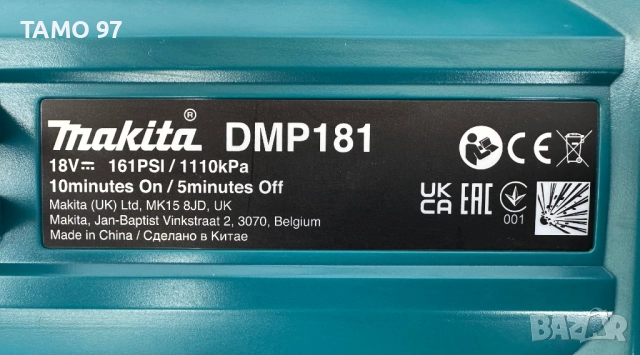 TAMO 97
makita® DMP181
18V⎓ 161PSI / 1110kPa
10minutes On / 5minutes Off
Makita (UK) Ltd, MK15 8JD, UK
Makita, Jan-Baptist Vinkstraat 2, 3070, Belgium
Made in China / Сделано в Китае
CE
UK
CA
EAC
001
BAZAR